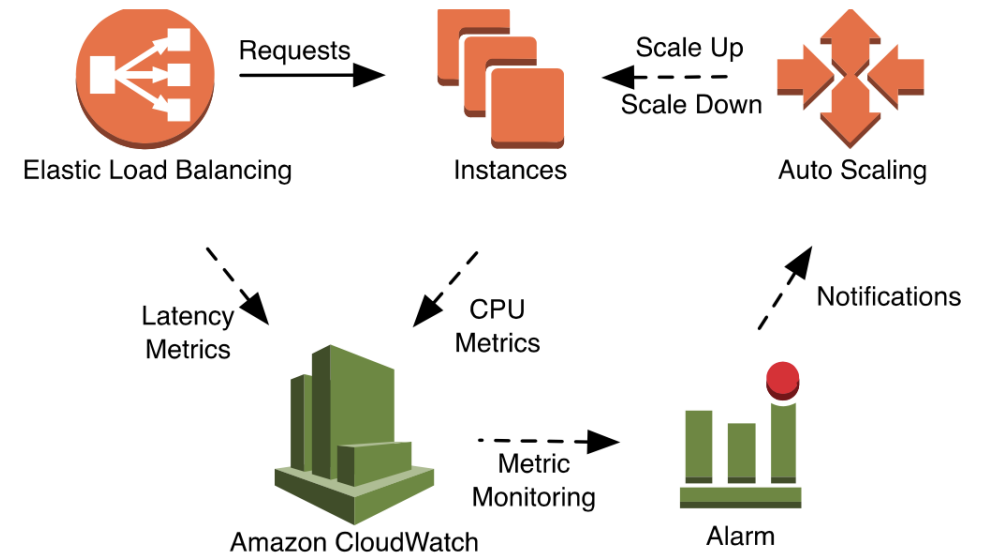 Requests
Scale Up
Scale Down
Elastic Load Balancing
Instances
Auto Scaling
Latency
Metrics
CPU
Metrics
Notifications
Metric
Monitoring
Amazon CloudWatch
Alarm